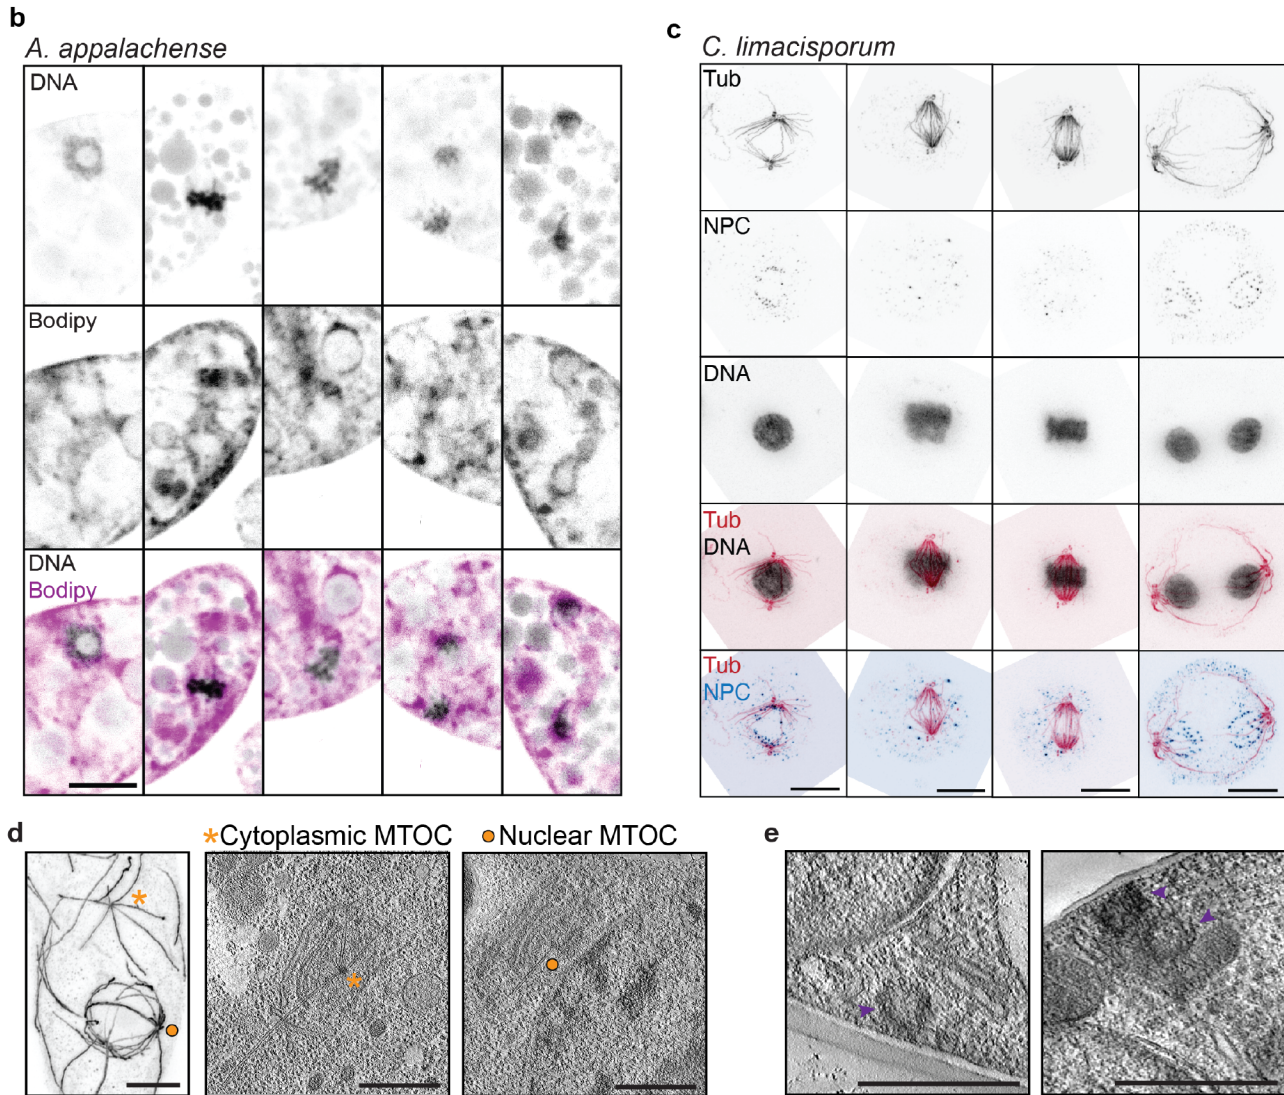 b
A. appalachense
DNA
Bodipy
DNA
Bodipy
c
C. limacisporum
Tub
NPC
DNA
Tub
DNA
Tub
NPC
d
*Cytoplasmic MTOC
Nuclear MTOC
*
*
e